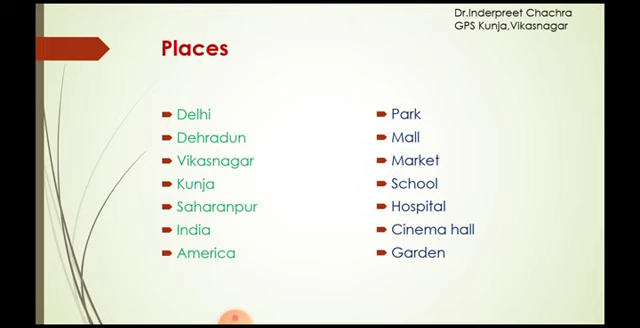 Dr.Inderpreet Chachra
GPS Kunja,Vikasnagar
Places
Delhi
Dehradun
Vikasnagar
Kunja
Saharanpur
India
America
Park
Mall
Market
School
Hospital
Cinema hall
Garden